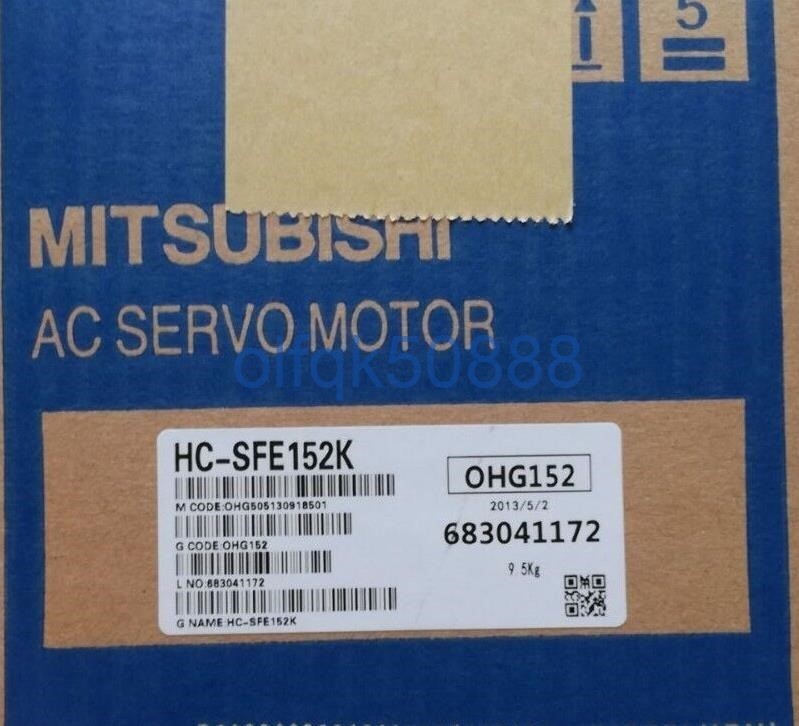 5
MITSUBISHI
AC SERVO MOTOR
oifqk50888
HC-SFE152K
M CODE:OHG505130918501
G CODE:OHG152
L NO:683041172
G NAME:HC-SFE152K
OHG152
2013/5/2
683041172
9.5Kg